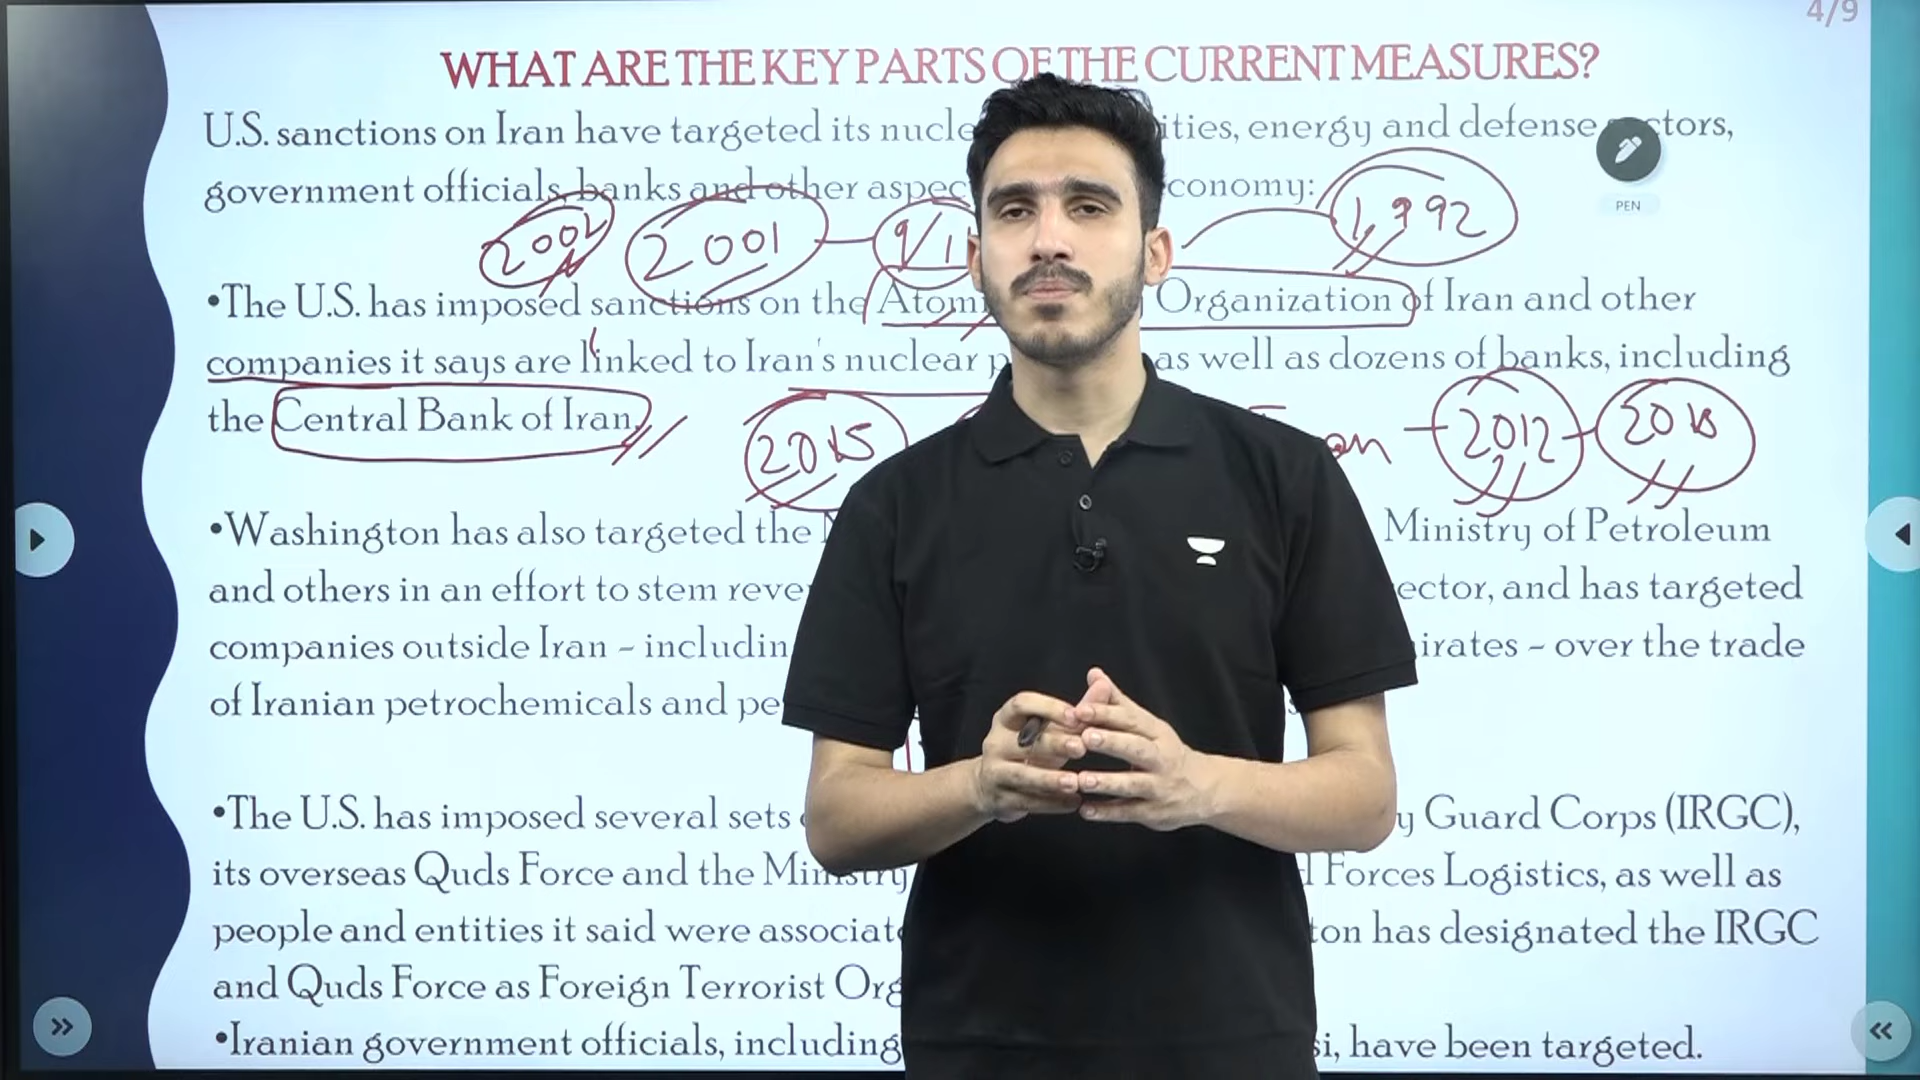 4/9
WHAT ARE THE KEY PARTS OF THE CURRENT MEASURES?
U.S. sanctions on Iran have targeted its nucle ities, energy and defense ctors,
PEN
government officials, banks and other aspec conomy:
2002 2001 9/1 1992
•The U.S. has imposed sanctions on the Atom Organization of Iran and other
companies it says are linked to Iran's nuclear p as well as dozens of banks, including
the Central Bank of Iran,
2015 2012 2018
•Washington has also targeted the Ministry of Petroleum
and others in an effort to stem reve ector, and has targeted
companies outside Iran – includin irates – over the trade
of Iranian petrochemicals and pe s
•The U.S. has imposed several sets y Guard Corps (IRGC),
its overseas Quds Force and the Ministry d Forces Logistics, as well as
people and entities it said were associat ton has designated the IRGC
and Quds Force as Foreign Terrorist Org
•Iranian government officials, including si, have been targeted.